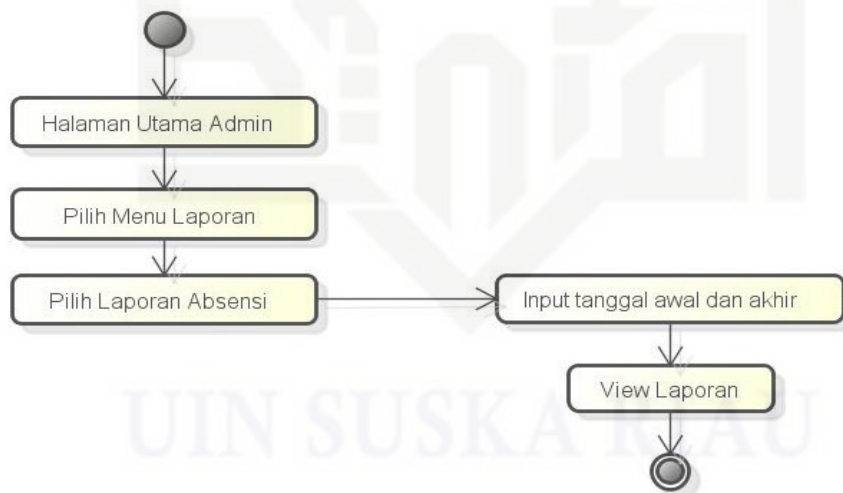 Halaman Utama Admin
Pilih Menu Laporan
Pilih Laporan Absensi
Input tanggal awal dan akhir
View Laporan
UIN SUSKA RIAU